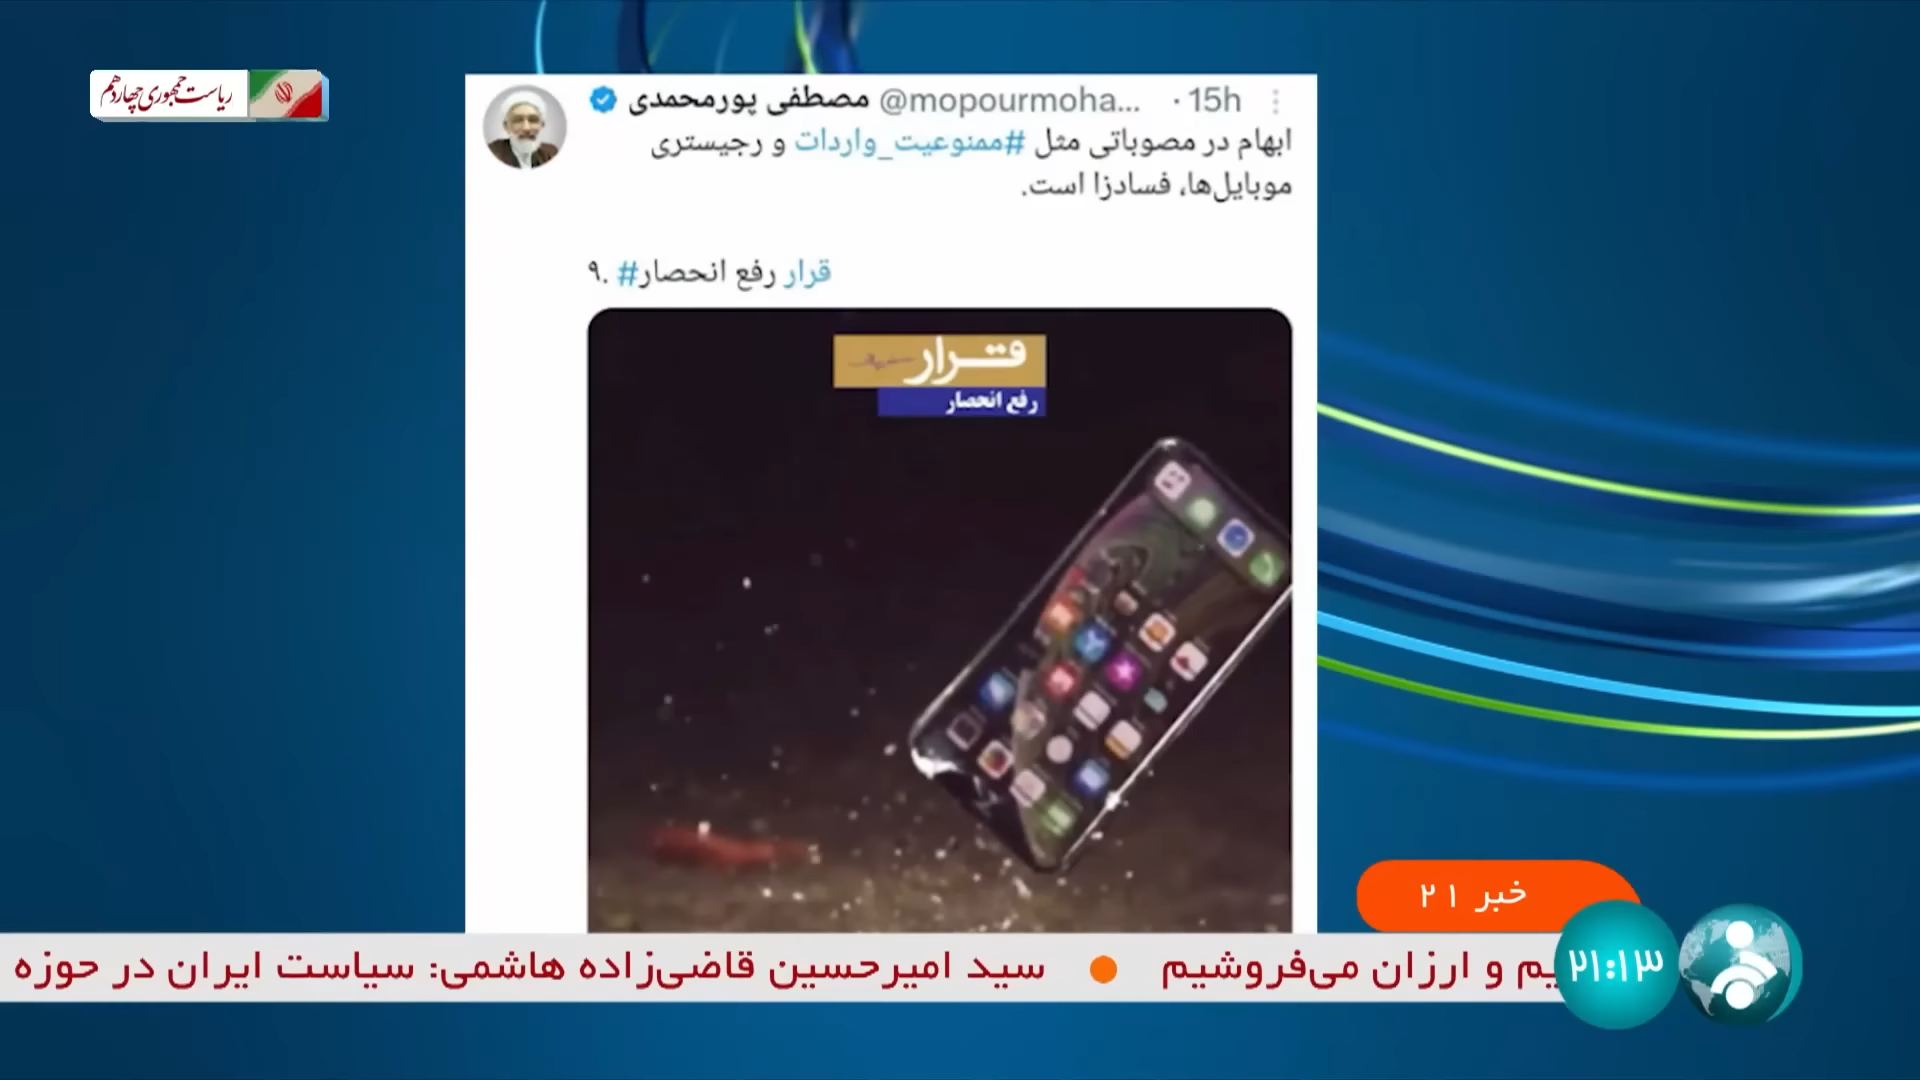 ریاست جمهوری چهاردهم
مصطفی پورمحمدی @mopourmoha... · 15h
ابهام در مصوباتی مثل #ممنوعیت_واردات و رجیستری
موبایل‌ها، فسادزا است.
قرار رفع انحصار# .۹
قرار
رفع انحصار
خبر ۲۱
یم و ارزان می‌فروشیم ● سید امیرحسین قاضی‌زاده هاشمی: سیاست ایران در حوزه
۲۱:۱۳